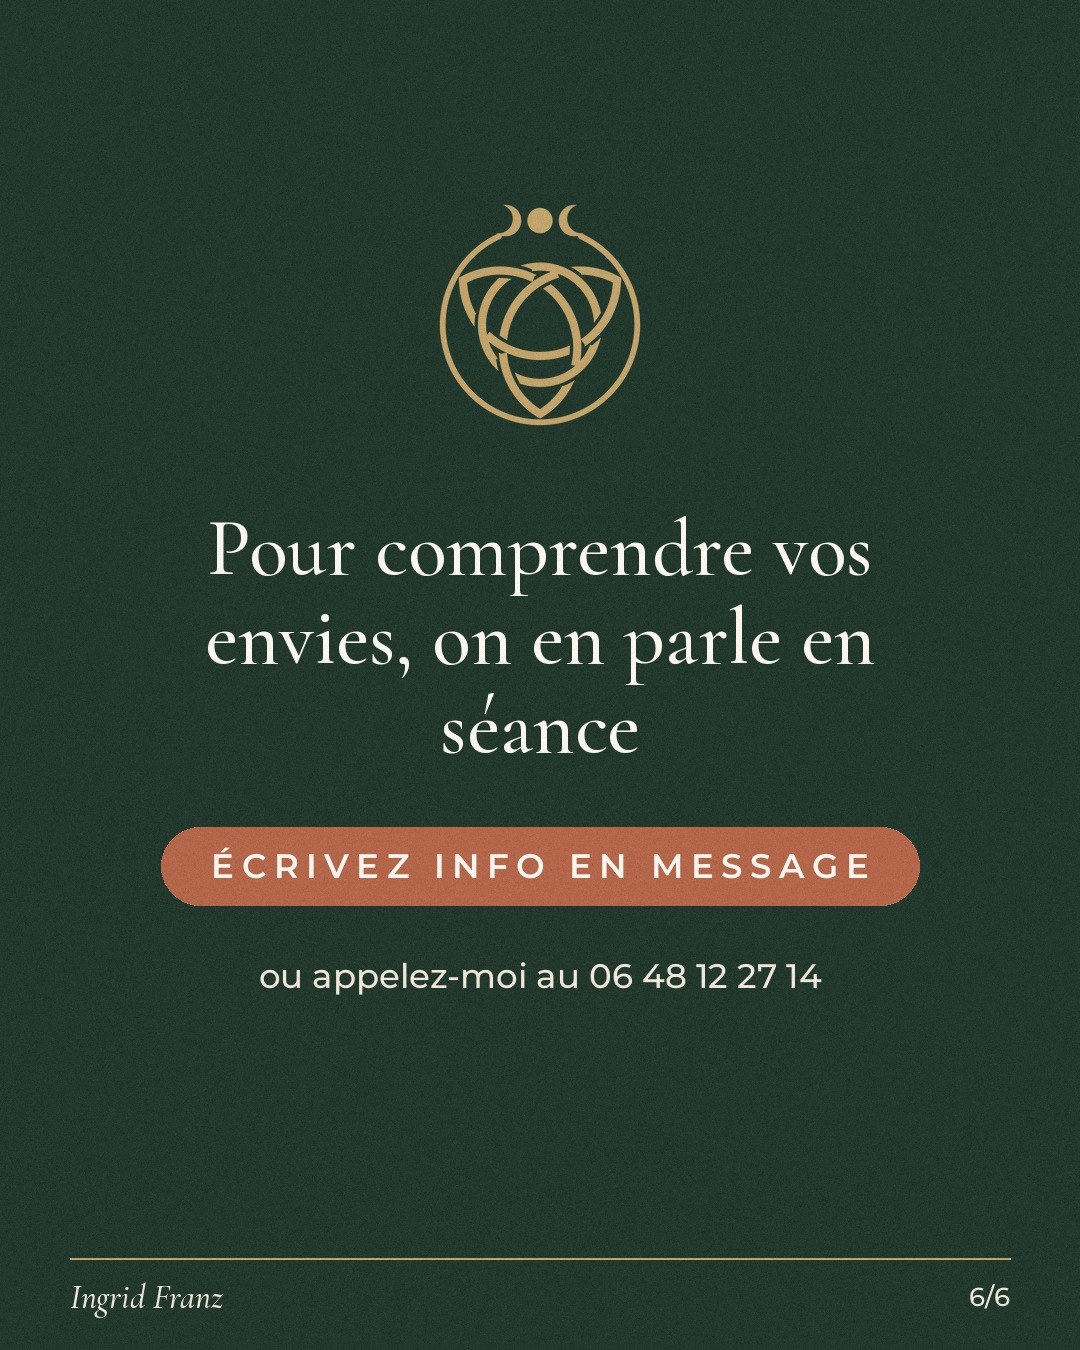 Pour comprendre vos
envies, on en parle en
séance
ÉCRIVEZ INFO EN MESSAGE
ou appelez-moi au 06 48 12 27 14
Ingrid Franz
6/6